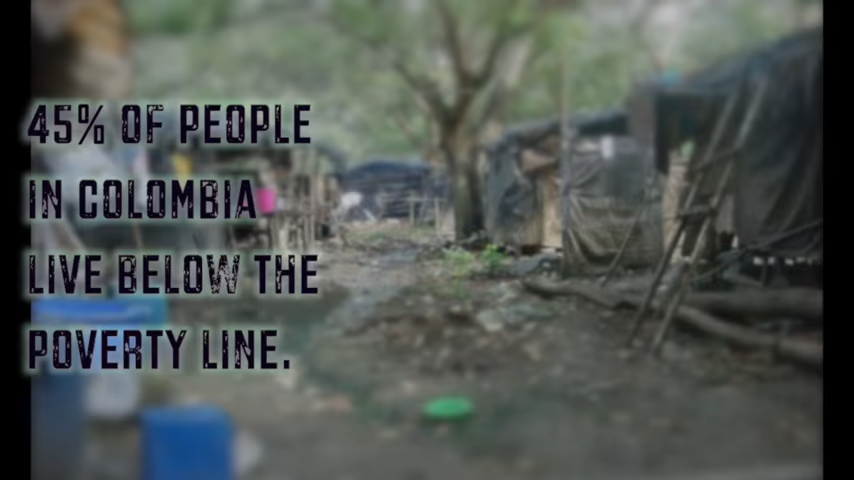 45% OF PEOPLE
IN COLOMBIA
LIVE BELOW THE
POVERTY LINE.